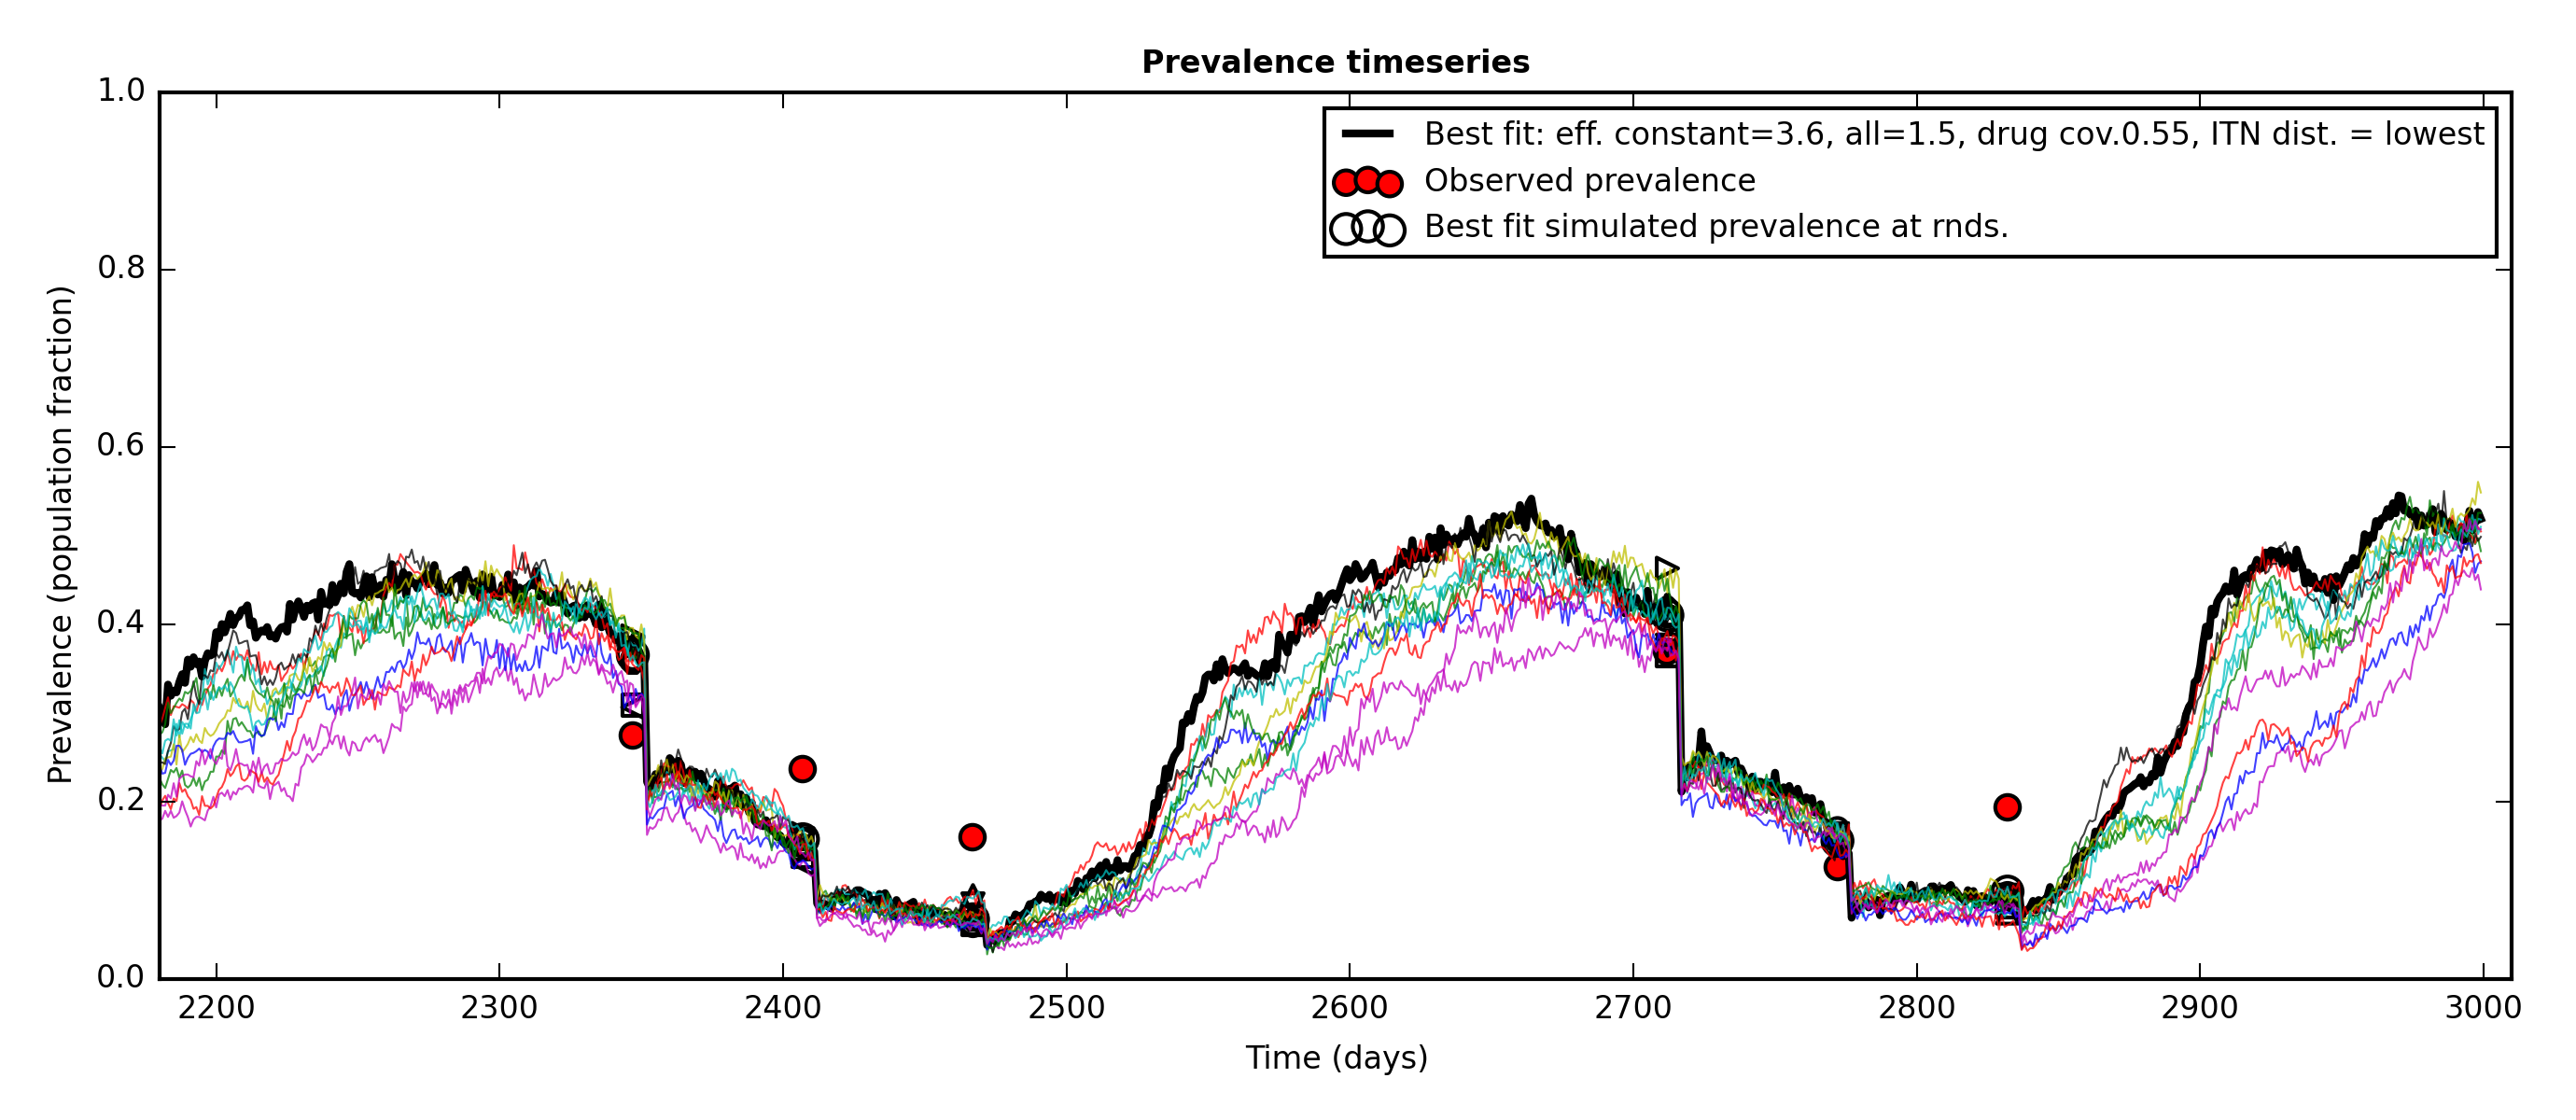 Prevalence timeseries
1.0
0.8
0.6
0.4
0.2
0.0
Prevalence (population fraction)
Best fit: eff. constant=3.6, all=1.5, drug cov.0.55, ITN dist. = lowest
Observed prevalence
Best fit simulated prevalence at rnds.
2200 2300 2400 2500 2600 2700 2800 2900 3000
Time (days)